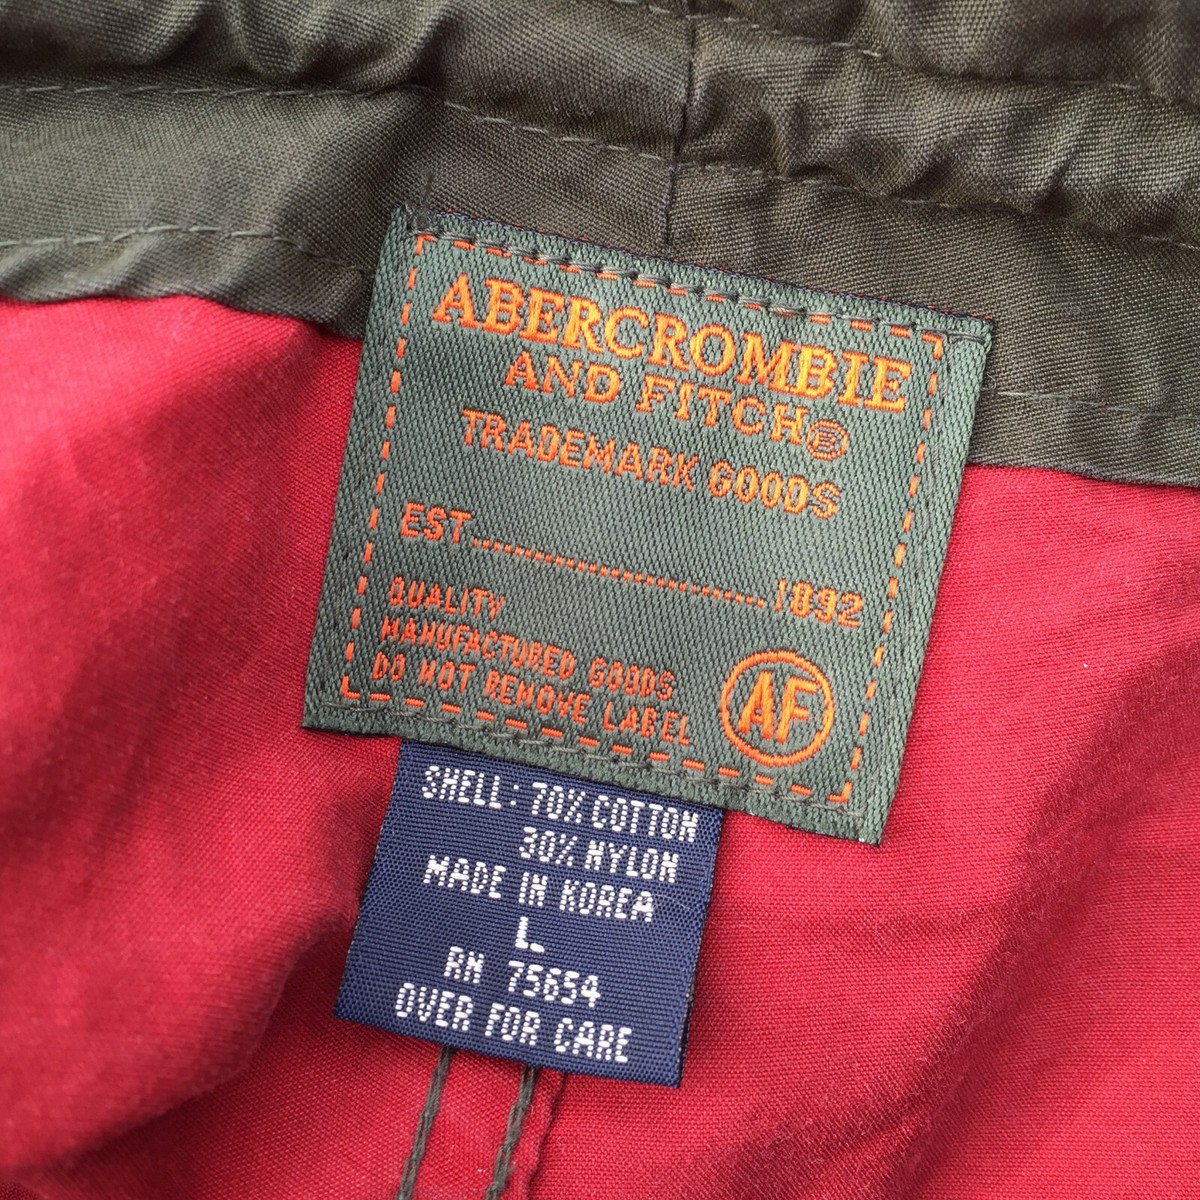 ABERCROMBIE
AND FITCH®
TRADEMARK GOODS
EST..............................1892
QUALITY
MANUFACTURED GOODS
DO NOT REMOVE LABEL
AF
SHELL: 70% COTTON
30% NYLON
MADE IN KOREA
L
RN 75654
OVER FOR CARE